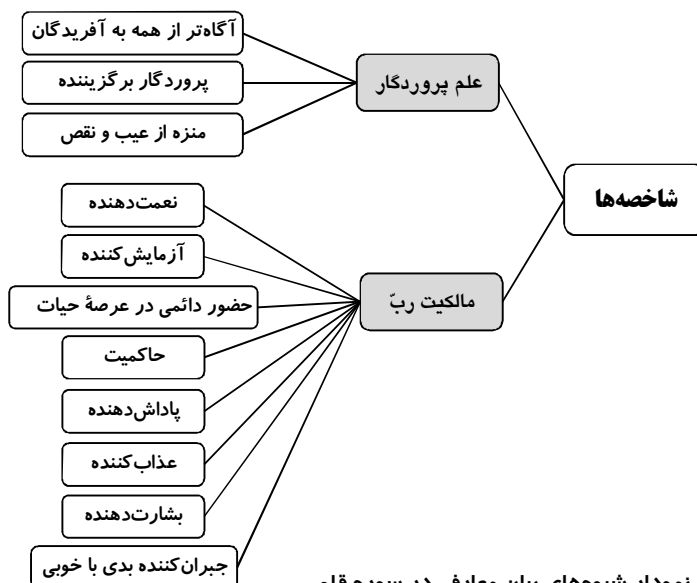 شاخصه‌ها
علم پروردگار
آگاه‌تر از همه به آفریدگان
پروردگار برگزیننده
منزه از عیب و نقص
مالکیت ربّ
نعمت‌دهنده
آزمایش‌کننده
حضور دائمی در عرصهٔ حیات
حاکمیت
پاداش‌دهنده
عذاب‌کننده
بشارت‌دهنده
جبران‌کننده بدی با خوبی